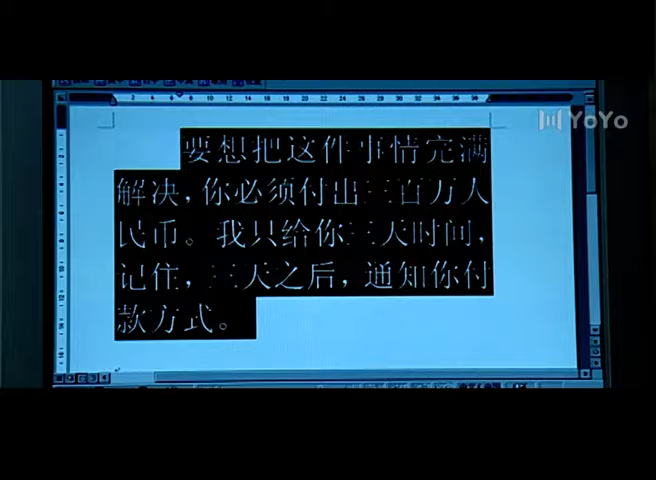 YoYo
要想把这件事情完满
解决，你必须付出三百万人
民币。我只给你三天时间，
记住，三天之后，通知你付
款方式。